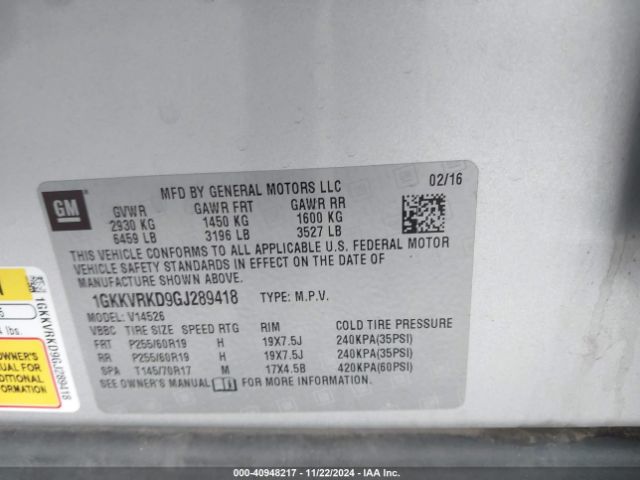 MFD BY GENERAL MOTORS LLC 02/16
GM
GVWR GAWR FRT GAWR RR
2930 KG 1450 KG 1600 KG
6459 LB 3196 LB 3527 LB
THIS VEHICLE CONFORMS TO ALL APPLICABLE U.S. FEDERAL MOTOR
VEHICLE SAFETY STANDARDS IN EFFECT ON THE DATE OF
MANUFACTURE SHOWN ABOVE.
1GKKVRKD9GJ289418 TYPE: M.P.V.
MODEL: V14526
VBBC TIRE SIZE SPEED RTG RIM COLD TIRE PRESSURE
FRT P255/60R19 H 19X7.5J 240KPA(35PSI)
RR P255/60R19 H 19X7.5J 240KPA(35PSI)
SPA T145/70R17 M 17X4.5B 420KPA(60PSI)
SEE OWNER'S MANUAL FOR MORE INFORMATION.
1GKKVRKD9GJ289418
lbs.
OWNER'S
MANUAL FOR
ADDITIONAL
INFORMATION
000-40948217 - 11/22/2024 - IAA Corp.